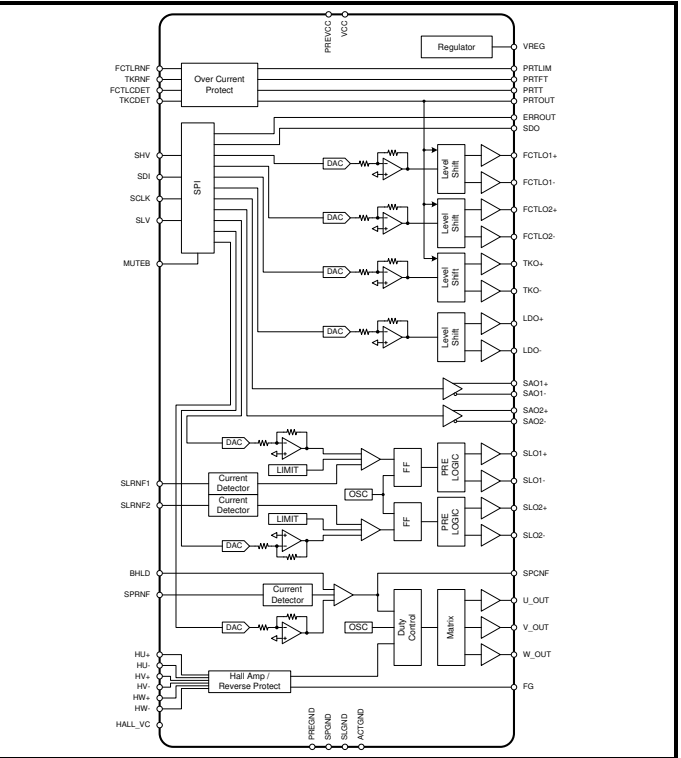 PREVCC
VCC
Regulator
VREG
FCTLRNF
TKRNF
FCTLCDET
TKCDET
Over Current
Protect
PRTLIM
PRTFT
PRTT
PRTOUT
ERROUT
SDO
SHV
SDI
SCLK
SLV
MUTEB
SPI
DAC
Level
Shift
FCTLO1+
FCTLO1-
DAC
Level
Shift
FCTLO2+
FCTLO2-
DAC
Level
Shift
TKO+
TKO-
DAC
Level
Shift
LDO+
LDO-
SAO1+
SAO1-
SAO2+
SAO2-
DAC
LIMIT
FF
PRE
LOGIC
SLO1+
SLO1-
SLRNF1
Current
Detector
OSC
SLRNF2
Current
Detector
LIMIT
FF
PRE
LOGIC
SLO2+
SLO2-
DAC
BHLD
SPCNF
SPRNF
Current
Detector
DAC
OSC
Duty
Control
Matrix
U_OUT
V_OUT
W_OUT
HU+
HU-
HV+
HV-
HW+
HW-
Hall Amp /
Reverse Protect
FG
HALL_VC
PREGND
SPGND
SLGND
ACTGND